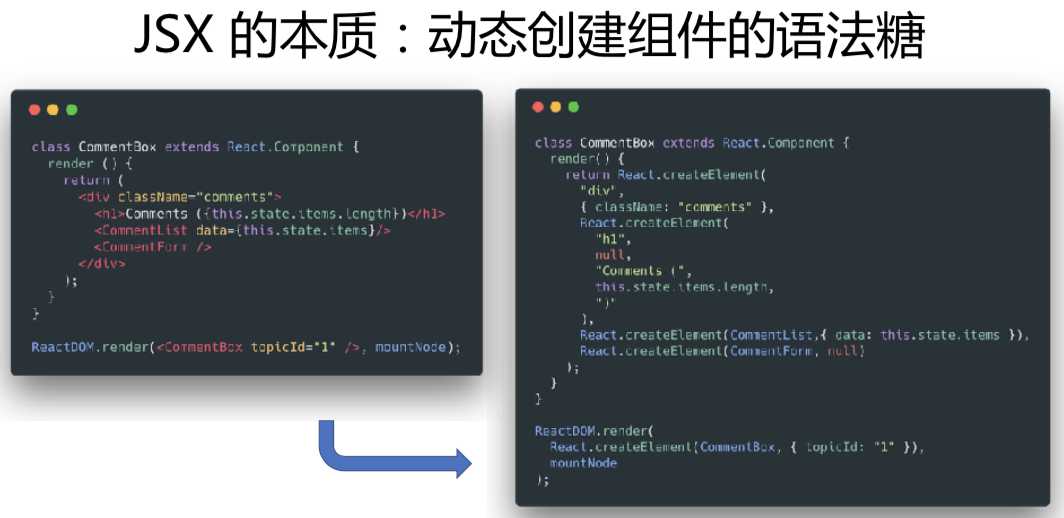 JSX 的本质：动态创建组件的语法糖
class CommentBox extends React.Component {
  render () {
    return (
      <div className="comments">
        <h1>Comments ({this.state.items.length})</h1>
        <CommentList data={this.state.items}/>
        <CommentForm />
      </div>
    );
  }
}
ReactDOM.render(<CommentBox topicId="1" />, mountNode);
class CommentBox extends React.Component {
  render() {
    return React.createElement(
      "div",
      { className: "comments" },
      React.createElement(
        "h1",
        null,
        "Comments (",
        this.state.items.length,
        ")"
      ),
      React.createElement(CommentList,{ data: this.state.items }),
      React.createElement(CommentForm, null)
    );
  }
}
ReactDOM.render(
  React.createElement(CommentBox, { topicId: "1" }),
  mountNode
);